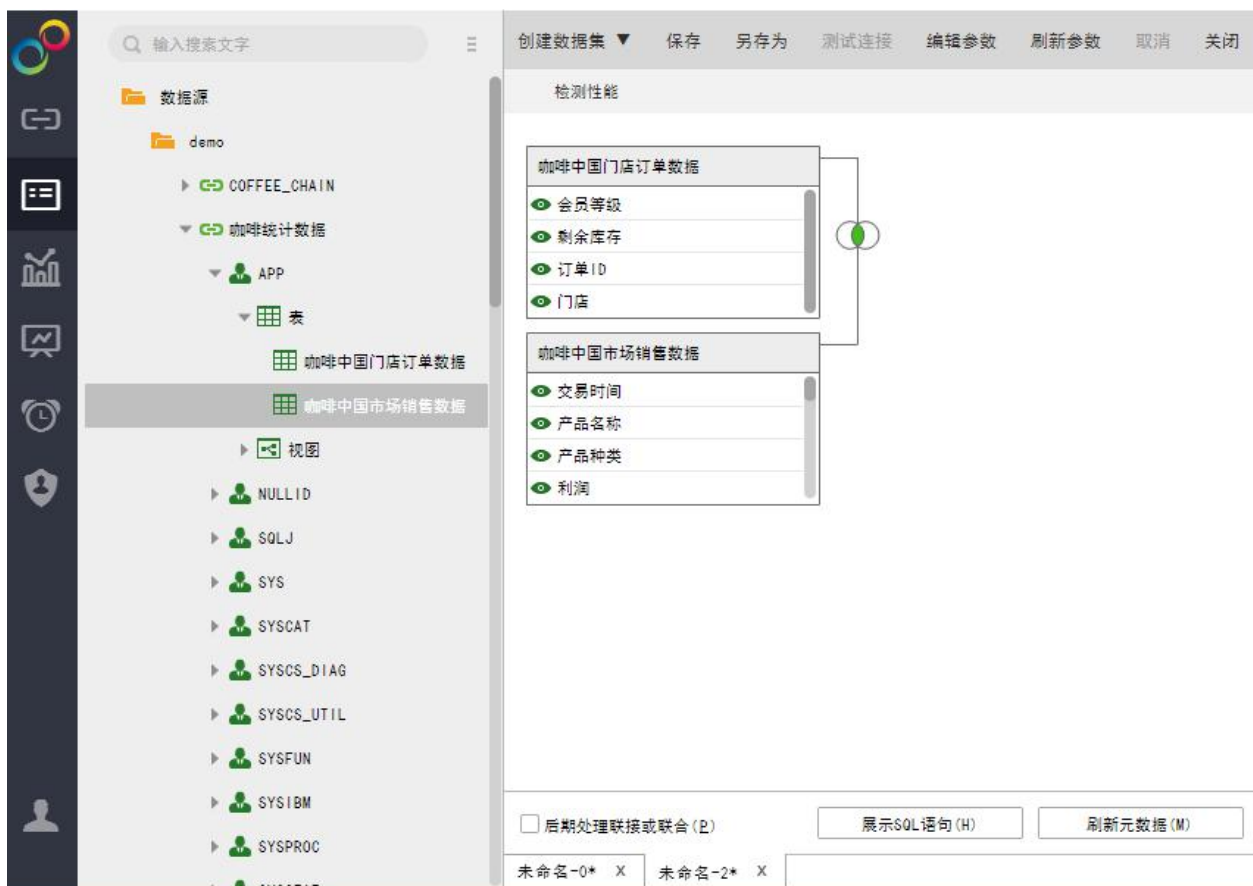 输入搜索文字
数据源
demo
COFFEE_CHAIN
咖啡统计数据
APP
表
咖啡中国门店订单数据
咖啡中国市场销售数据
视图
NULLID
SQLJ
SYS
SYSCAT
SYSCS_DIAG
SYSCS_UTIL
SYSFUN
SYSIBM
SYSPROC
创建数据集 ▼ 保存 另存为 测试连接 编辑参数 刷新参数 取消 关闭
检测性能
咖啡中国门店订单数据
会员等级
剩余库存
订单ID
门店
咖啡中国市场销售数据
交易时间
产品名称
产品种类
利润
后期处理联接或联合(P)
展示SQL语句(H)
刷新元数据(M)
未命名-0* X
未命名-2* X